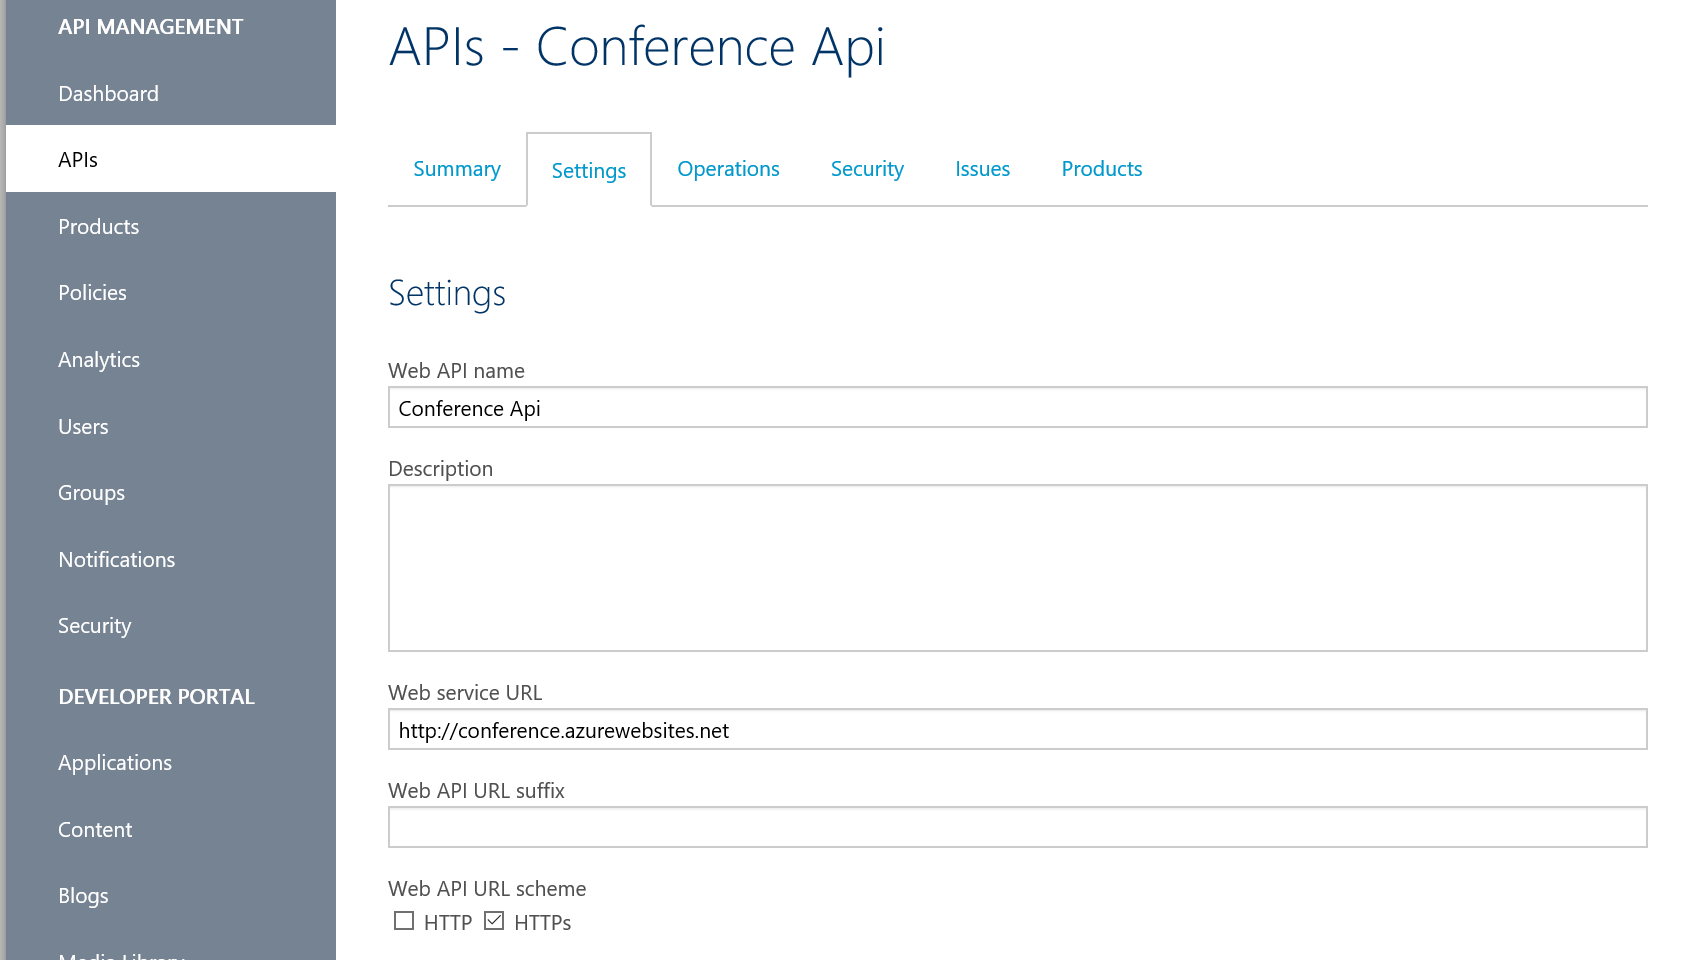 API MANAGEMENT
Dashboard
APIs
Products
Policies
Analytics
Users
Groups
Notifications
Security
DEVELOPER PORTAL
Applications
Content
Blogs
Media Library
APIs - Conference Api
Summary Settings Operations Security Issues Products
Settings
Web API name
Conference Api
Description
Web service URL
http://conference.azurewebsites.net
Web API URL suffix
Web API URL scheme
HTTP HTTPs